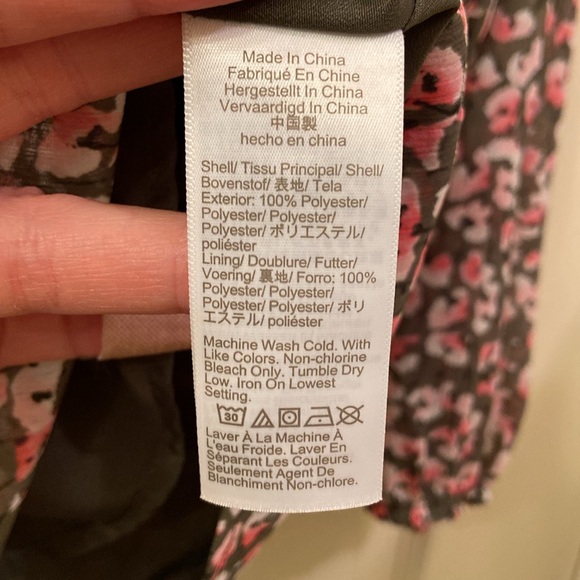 Made In China
Fabriqué En Chine
Hergestellt In China
Vervaardigd In China
中国製
hecho en china
Shell/ Tissu Principal/ Shell/
Bovenstof/ 表地/ Tela
Exterior: 100% Polyester/
Polyester/ Polyester/
Polyester/ ポリエステル/
poliéster
Lining/ Doublure/ Futter/
Voering/ 裏地/ Forro: 100%
Polyester/ Polyester/
Polyester/ Polyester/ ポリ
エステル/ poliéster
Machine Wash Cold. With
Like Colors. Non-chlorine
Bleach Only. Tumble Dry
Low. Iron On Lowest
Setting.
30
Laver À La Machine À
L'eau Froide. Laver En
Séparant Les Couleurs.
Seulement Agent De
Blanchiment Non-chlore.